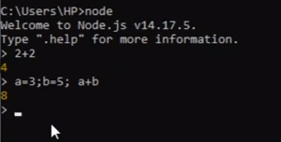 C:\Users\HP>node
Welcome to Node.js v14.17.5.
Type ".help" for more information.
> 2+2
4
> a=3;b=5; a+b
8
>